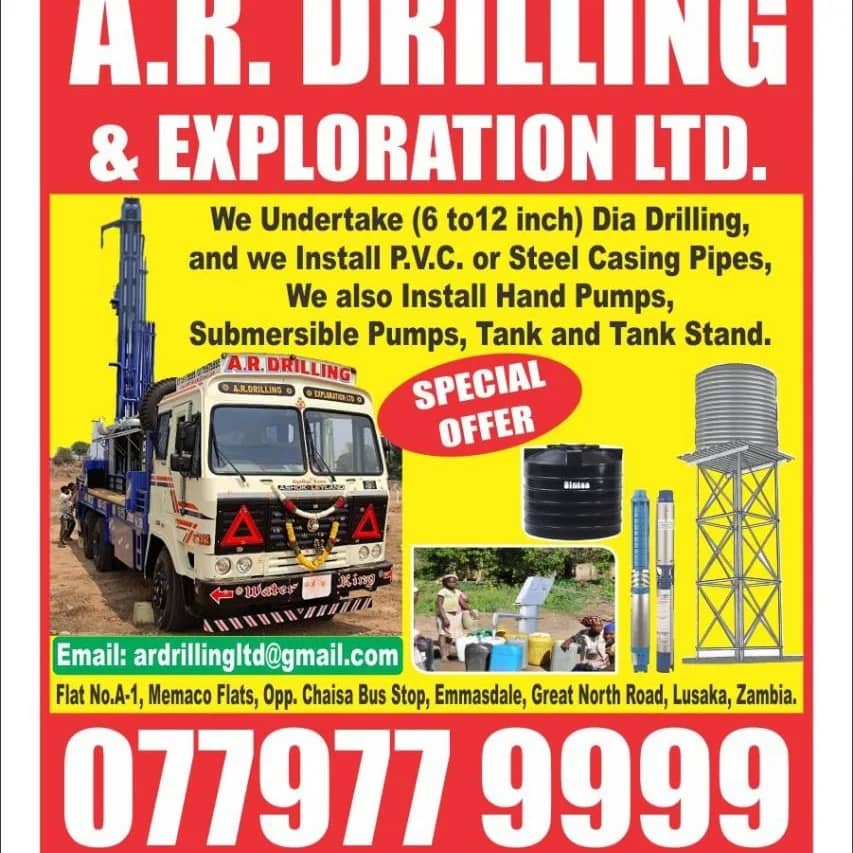 A.R. DRILLING
& EXPLORATION LTD.
We Undertake (6 to12 inch) Dia Drilling,
and we Install P.V.C. or Steel Casing Pipes,
We also Install Hand Pumps,
Submersible Pumps, Tank and Tank Stand.
A.R.DRILLING
A.R.DRILLING EXPLORATION LTD
ASHOK LEYLAND
Water King
SPECIAL
OFFER
Sintex
Email: ardrillingltd@gmail.com
Flat No.A-1, Memaco Flats, Opp. Chaisa Bus Stop, Emmasdale, Great North Road, Lusaka, Zambia.
077977 9999